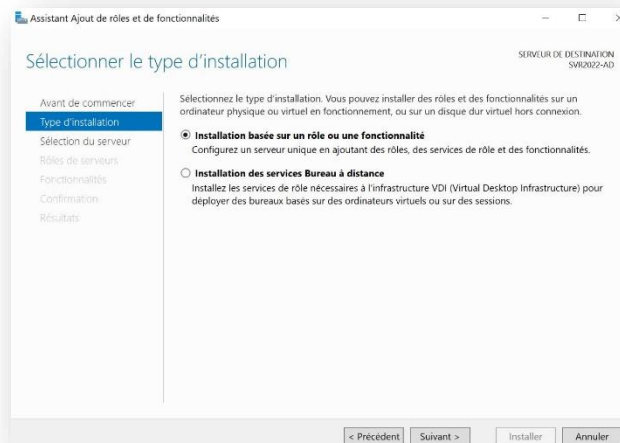 Assistant Ajout de rôles et de fonctionnalités
Sélectionner le type d'installation
SERVEUR DE DESTINATION
SVR2022-AD
Avant de commencer
Type d'installation
Sélection du serveur
Rôles de serveurs
Fonctionnalités
Confirmation
Résultats
Sélectionnez le type d'installation. Vous pouvez installer des rôles et des fonctionnalités sur un
ordinateur physique ou virtuel en fonctionnement, ou sur un disque dur virtuel hors connexion.
Installation basée sur un rôle ou une fonctionnalité
Configurez un serveur unique en ajoutant des rôles, des services de rôle et des fonctionnalités.
Installation des services Bureau à distance
Installez les services de rôle nécessaires à l'infrastructure VDI (Virtual Desktop Infrastructure) pour
déployer des bureaux basés sur des ordinateurs virtuels ou sur des sessions.
< Précédent
Suivant >
Installer
Annuler